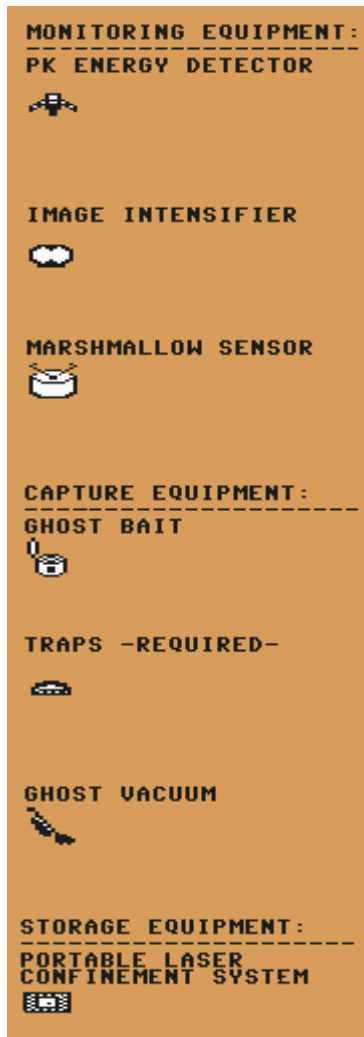 MONITORING EQUIPMENT:
PK ENERGY DETECTOR
IMAGE INTENSIFIER
MARSHMALLOW SENSOR
CAPTURE EQUIPMENT:
GHOST BAIT
TRAPS -REQUIRED-
GHOST VACUUM
STORAGE EQUIPMENT:
PORTABLE LASER
CONFINEMENT SYSTEM